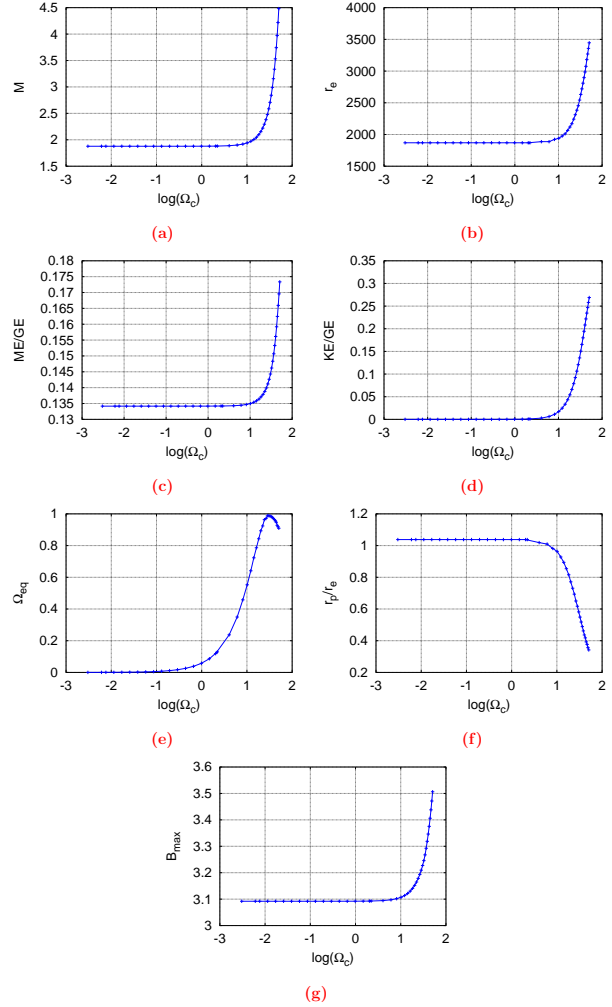 4.5
4
3.5
3
2.5
2
1.5
M
-3 -2 -1 0 1 2
log(Ω_c)
(a)
4000
3500
3000
2500
2000
1500
r_e
-3 -2 -1 0 1 2
log(Ω_c)
(b)
0.18
0.175
0.17
0.165
0.16
0.155
0.15
0.145
0.14
0.135
0.13
ME/GE
-3 -2 -1 0 1 2
log(Ω_c)
(c)
0.35
0.3
0.25
0.2
0.15
0.1
0.05
0
KE/GE
-3 -2 -1 0 1 2
log(Ω_c)
(d)
1
0.8
0.6
0.4
0.2
0
Ω_eq
-3 -2 -1 0 1 2
log(Ω_c)
(e)
1.2
1
0.8
0.6
0.4
0.2
r_p/r_e
-3 -2 -1 0 1 2
log(Ω_c)
(f)
3.6
3.5
3.4
3.3
3.2
3.1
3
B_max
-3 -2 -1 0 1 2
log(Ω_c)
(g)